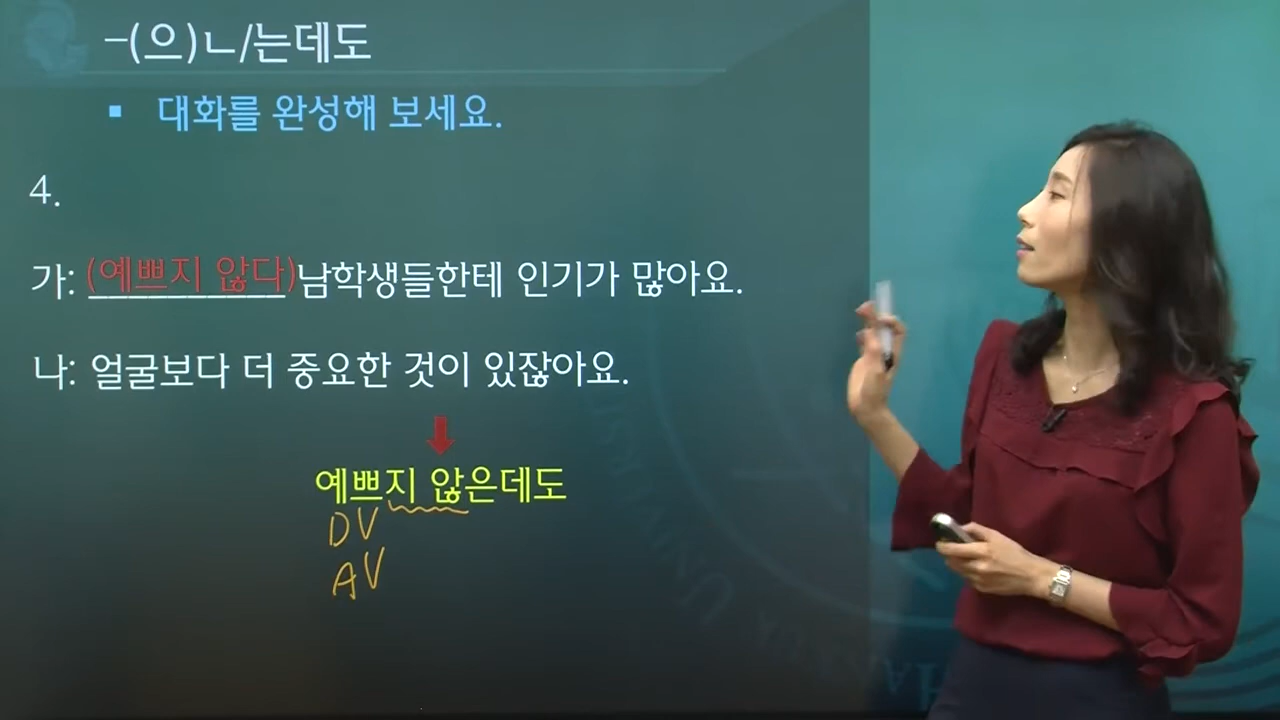 -(으)ㄴ/는데도
▪ 대화를 완성해 보세요.
4.
가: (예쁘지 않다)남학생들한테 인기가 많아요.
나: 얼굴보다 더 중요한 것이 있잖아요.
예쁘지 않은데도
DV
AV